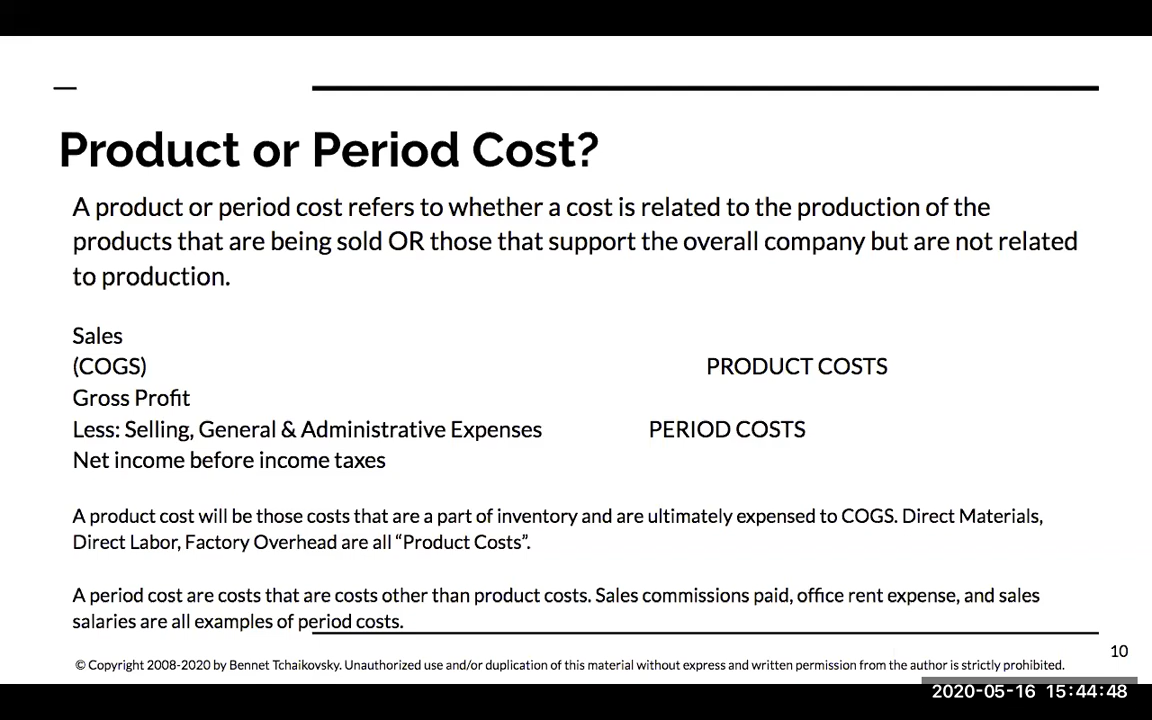 Product or Period Cost?
A product or period cost refers to whether a cost is related to the production of the
products that are being sold OR those that support the overall company but are not related
to production.
Sales
(COGS) PRODUCT COSTS
Gross Profit
Less: Selling, General & Administrative Expenses PERIOD COSTS
Net income before income taxes
A product cost will be those costs that are a part of inventory and are ultimately expensed to COGS. Direct Materials,
Direct Labor, Factory Overhead are all “Product Costs”.
A period cost are costs that are costs other than product costs. Sales commissions paid, office rent expense, and sales
salaries are all examples of period costs.
10
© Copyright 2008-2020 by Bennet Tchaikovsky. Unauthorized use and/or duplication of this material without express and written permission from the author is strictly prohibited.
2020-05-16 15:44:48